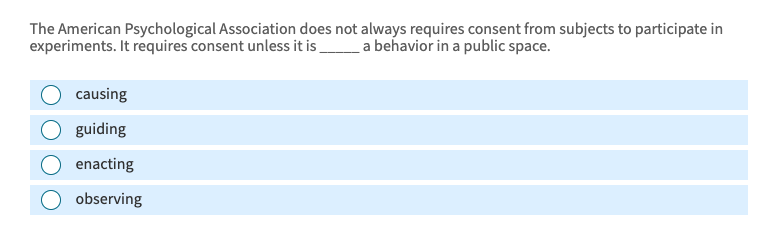 The American Psychological Association does not always requires consent from subjects to participate in
experiments. It requires consent unless it is _____ a behavior in a public space.
causing
guiding
enacting
observing